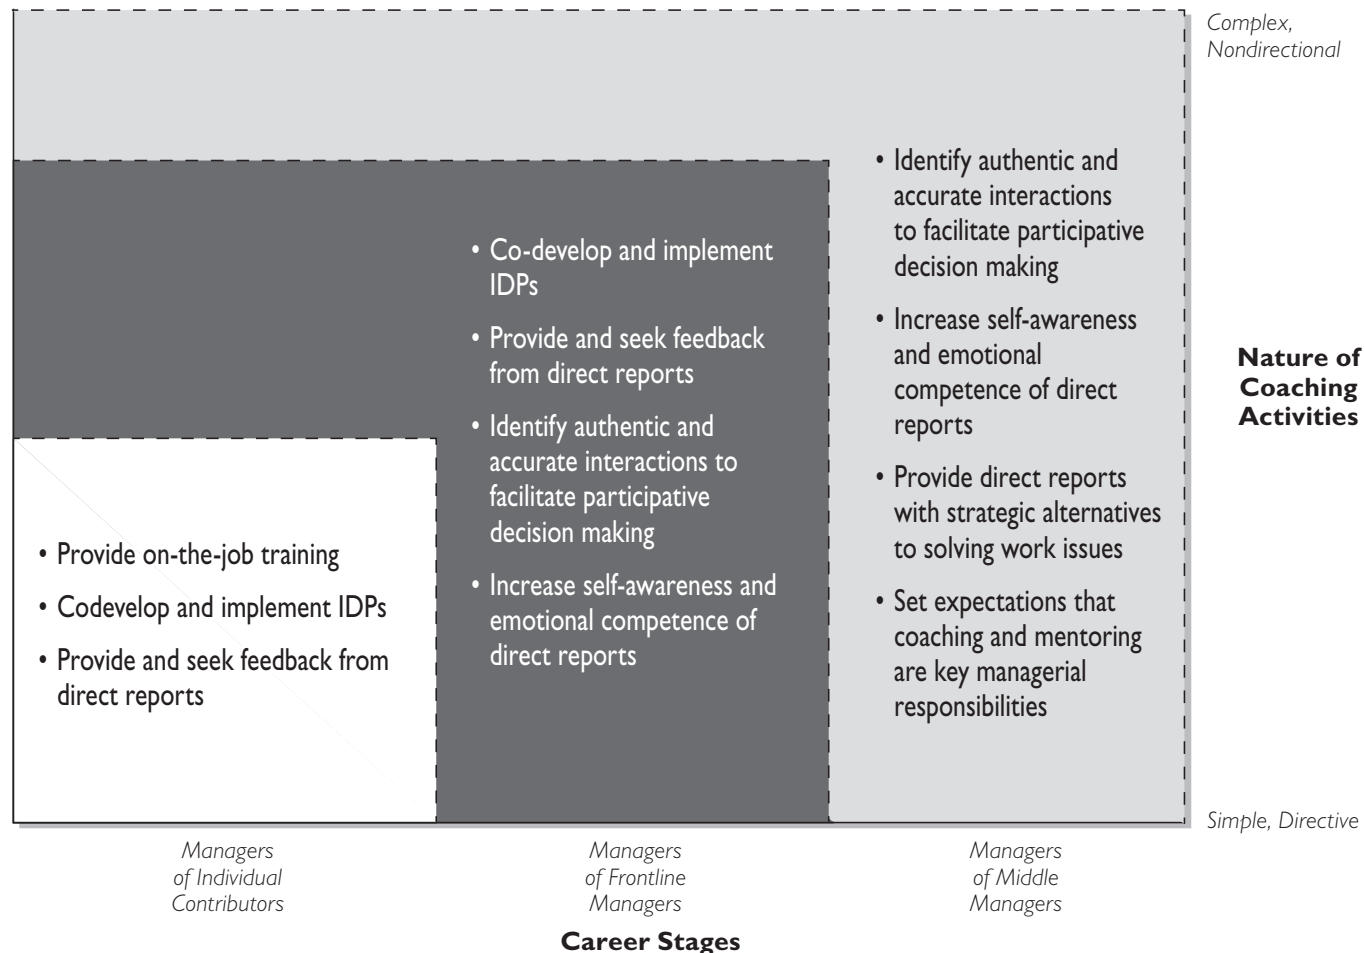 Complex,
Nondirectional
• Provide on-the-job training
• Codevelop and implement IDPs
• Provide and seek feedback from
direct reports
• Co-develop and implement
IDPs
• Provide and seek feedback
from direct reports
• Identify authentic and
accurate interactions to
facilitate participative
decision making
• Increase self-awareness and
emotional competence of
direct reports
• Identify authentic and
accurate interactions
to facilitate participative
decision making
• Increase self-awareness
and emotional
competence of direct
reports
• Provide direct reports
with strategic alternatives
to solving work issues
• Set expectations that
coaching and mentoring
are key managerial
responsibilities
Nature of
Coaching
Activities
Simple, Directive
Managers
of Individual
Contributors
Managers
of Frontline
Managers
Managers
of Middle
Managers
Career Stages